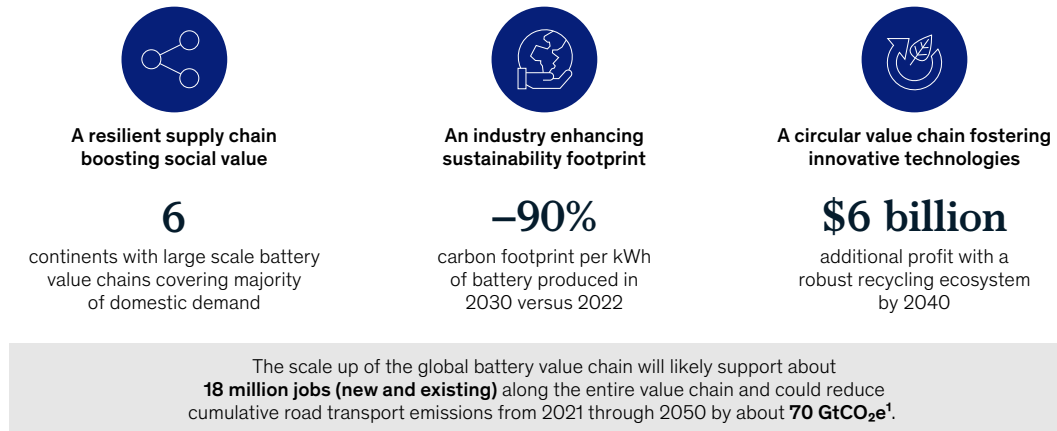 A resilient supply chain
boosting social value
6
continents with large scale battery
value chains covering majority
of domestic demand
An industry enhancing
sustainability footprint
–90%
carbon footprint per kWh
of battery produced in
2030 versus 2022
A circular value chain fostering
innovative technologies
$6 billion
additional profit with a
robust recycling ecosystem
by 2040
The scale up of the global battery value chain will likely support about
18 million jobs (new and existing) along the entire value chain and could reduce
cumulative road transport emissions from 2021 through 2050 by about 70 GtCO₂e¹.